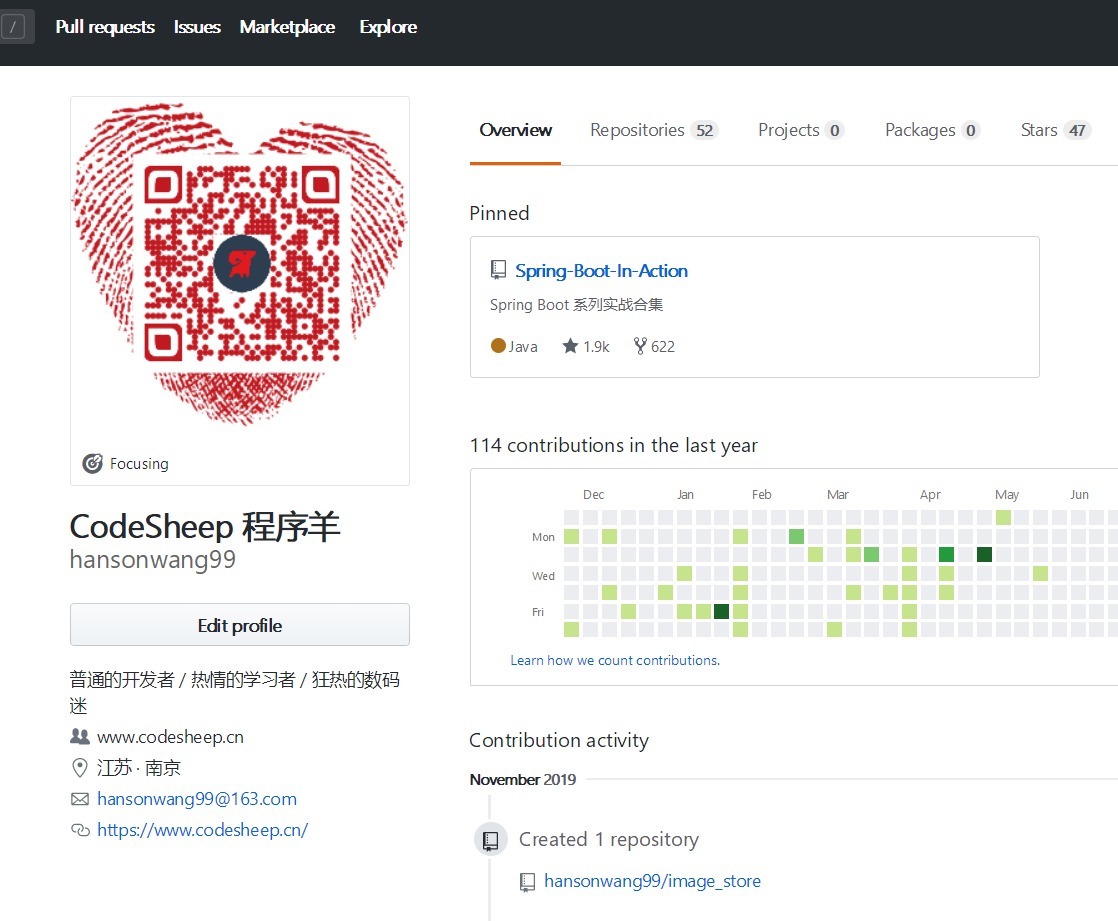 /
Pull requests Issues Marketplace Explore
Overview Repositories 52 Projects 0 Packages 0 Stars 47
Pinned
Spring-Boot-In-Action
Spring Boot 系列实战合集
Java 1.9k 622
Focusing
CodeSheep 程序羊
hansonwang99
Edit profile
普通的开发者 / 热情的学习者 / 狂热的数码
迷
www.codesheep.cn
江苏 · 南京
hansonwang99@163.com
https://www.codesheep.cn/
114 contributions in the last year
Dec Jan Feb Mar Apr May Jun
Mon
Wed
Fri
Learn how we count contributions.
Contribution activity
November 2019
Created 1 repository
hansonwang99/image_store